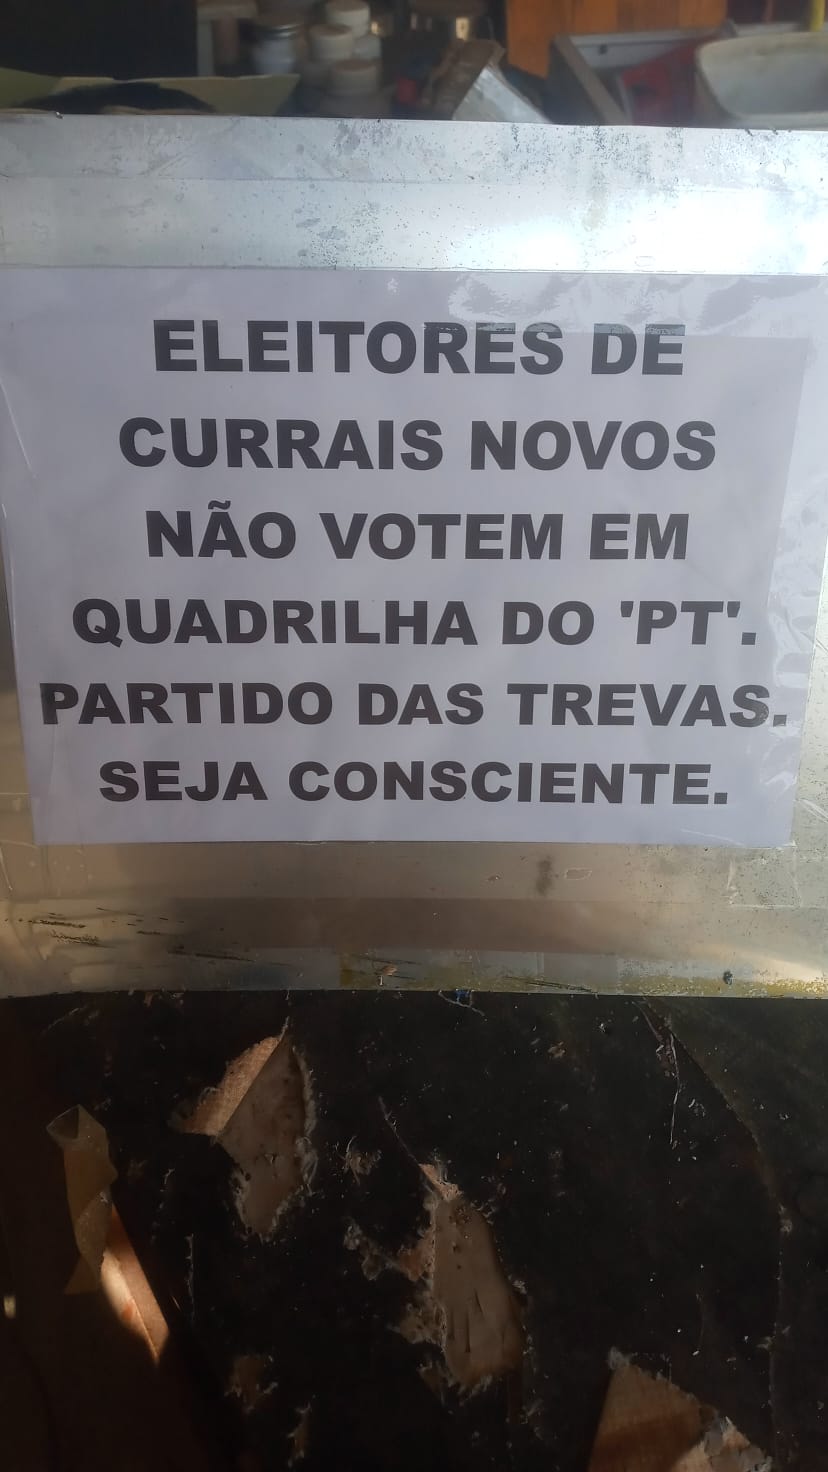 ELEITORES DE
CURRAIS NOVOS
NÃO VOTEM EM
QUADRILHA DO 'PT'.
PARTIDO DAS TREVAS.
SEJA CONSCIENTE.